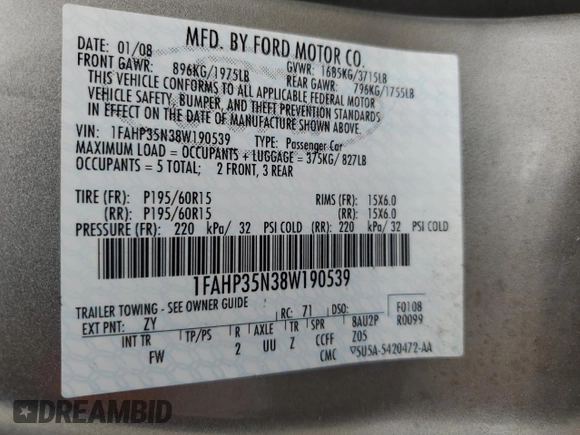 MFD. BY FORD MOTOR CO.
DATE: 01/08 GVWR: 1685KG/3715LB
FRONT GAWR: 896KG/1975LB REAR GAWR: 796KG/1755LB
THIS VEHICLE CONFORMS TO ALL APPLICABLE FEDERAL MOTOR
VEHICLE SAFETY, BUMPER, AND THEFT PREVENTION STANDARDS
IN EFFECT ON THE DATE OF MANUFACTURE SHOWN ABOVE.
VIN: 1FAHP35N38W190539 TYPE: Passenger Car
MAXIMUM LOAD = OCCUPANTS + LUGGAGE = 375KG/ 827LB
OCCUPANTS = 5 TOTAL; 2 FRONT, 3 REAR
TIRE (FR): P195/60R15 RIMS (FR): 15X6.0
(RR): P195/60R15 (RR): 15X6.0
PRESSURE (FR): 220 kPa/ 32 PSI COLD (RR): 220 kPa/ 32 PSI COLD
1FAHP35N38W190539
TRAILER TOWING - SEE OWNER GUIDE
EXT PNT: ZY RC: 71 DSO: F0108
INT TR TP/PS R AXLE TR SPR 8AU2P R0099
FW 2 UU Z CCFF Z05
CMC 5U5A-5420472-AA
DREAMBID